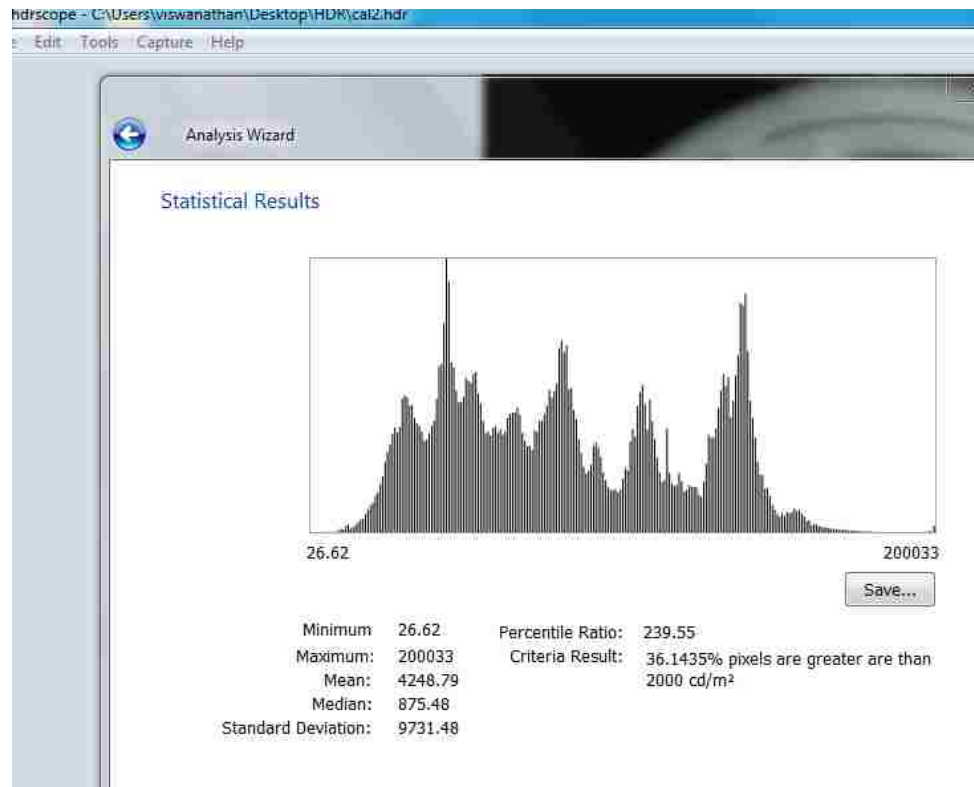 hdrscope - C:\Users\viswanathan\Desktop\HDR\cal2.hdr
Edit Tools Capture Help
Analysis Wizard
Statistical Results
26.62 200033
Save...
Minimum 26.62 Percentile Ratio: 239.55
Maximum: 200033 Criteria Result: 36.1435% pixels are greater are than
Mean: 4248.79 2000 cd/m²
Median: 875.48
Standard Deviation: 9731.48